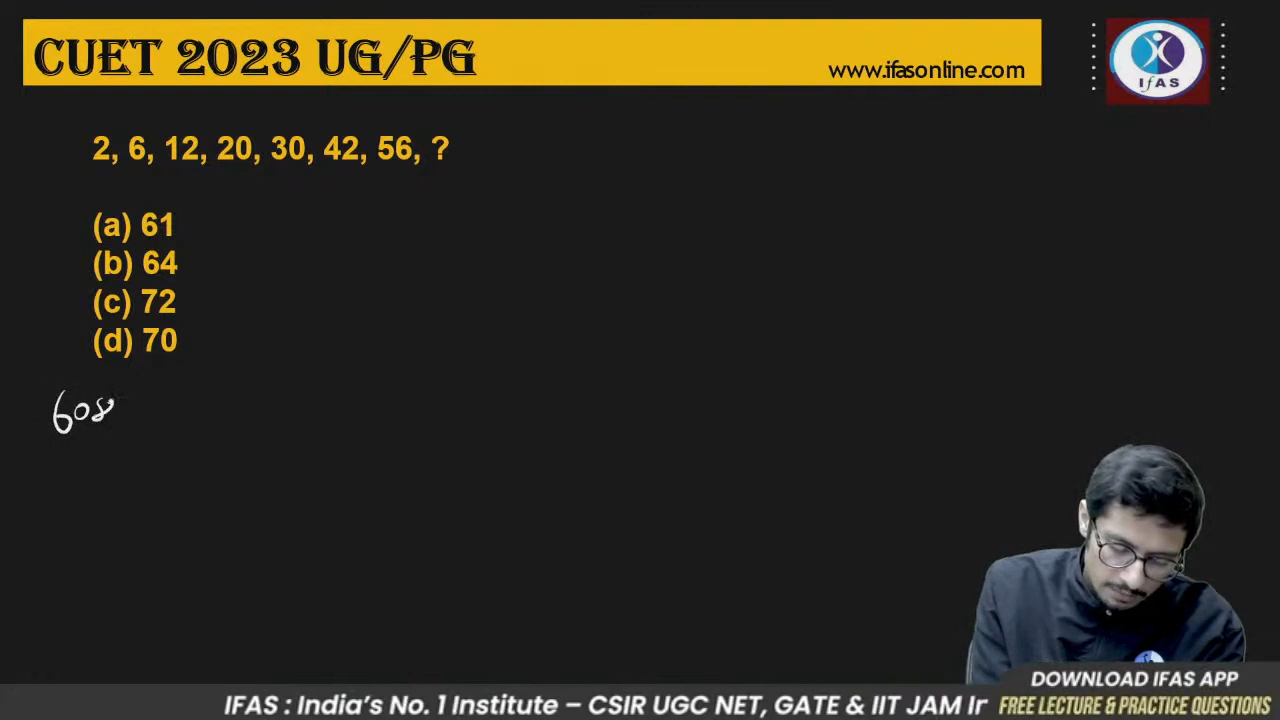 CUET 2023 UG/PG
www.ifasonline.com
IfAS
2, 6, 12, 20, 30, 42, 56, ?
(a) 61
(b) 64
(c) 72
(d) 70
608
DOWNLOAD IFAS APP
IFAS : India's No. 1 Institute – CSIR UGC NET, GATE & IIT JAM Ir
FREE LECTURE & PRACTICE QUESTIONS